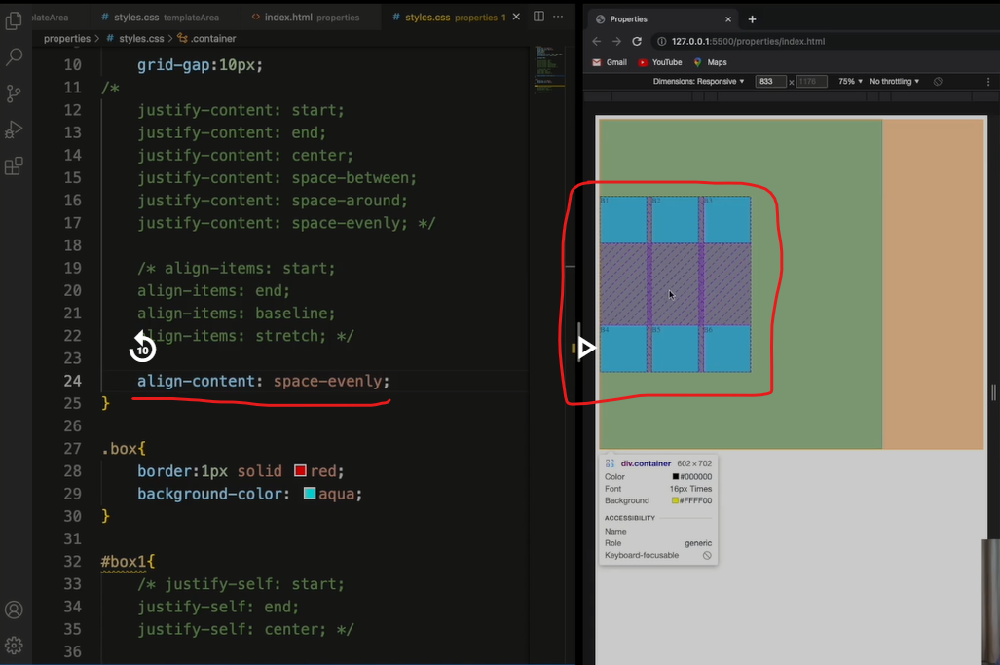 plateArea
# styles.css templateArea
<> index.html properties
# styles.css properties 1
properties > # styles.css > .container
10 grid-gap:10px;
11 /*
12 justify-content: start;
13 justify-content: end;
14 justify-content: center;
15 justify-content: space-between;
16 justify-content: space-around;
17 justify-content: space-evenly; */
18
19 /* align-items: start;
20 align-items: end;
21 align-items: baseline;
22 align-items: stretch; */
10
23
24 align-content: space-evenly;
25 }
26
27 .box{
28 border:1px solid red;
29 background-color: aqua;
30 }
31
32 #box1{
33 /* justify-self: start;
34 justify-self: end;
35 justify-self: center; */
36
Properties
127.0.0.1:5500/properties/index.html
Gmail YouTube Maps
Dimensions: Responsive ▼ 833 x 1176 75% ▼ No throttling ▼
B1 B2 B3
B4 B5 B6
div.container 602 × 702
Color #000000
Font 16px Times
Background #FFFF00
ACCESSIBILITY
Name
Role generic
Keyboard-focusable